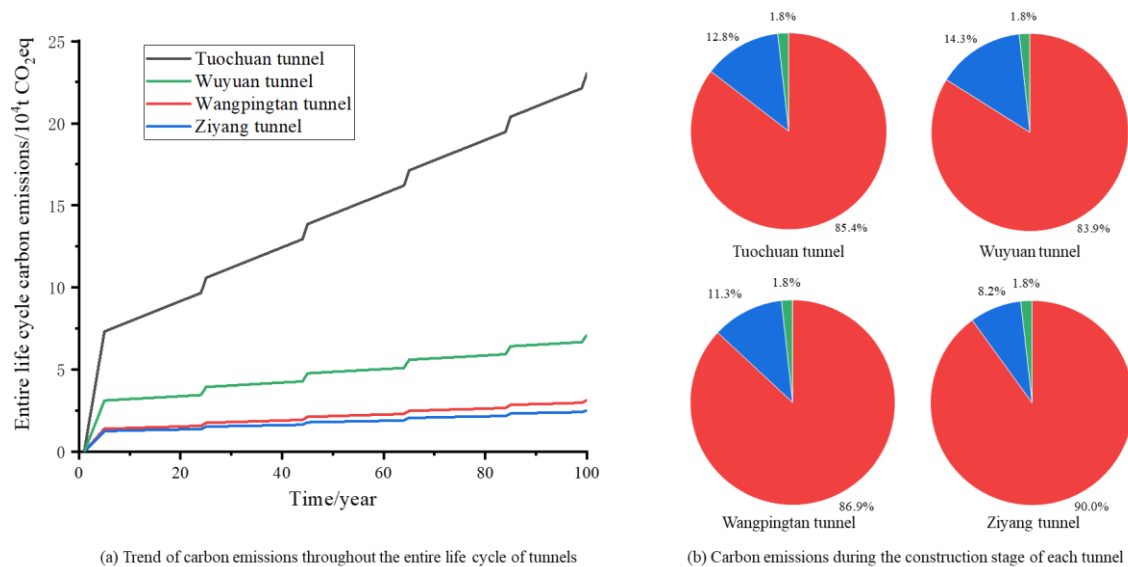 Entire life cycle carbon emissions/10⁴t CO₂eq
25
20
15
10
5
0
Tuochuan tunnel
Wuyuan tunnel
Wangpingtan tunnel
Ziyang tunnel
0 20 40 60 80 100
Time/year
(a) Trend of carbon emissions throughout the entire life cycle of tunnels
1.8%
12.8%
85.4%
Tuochuan tunnel
1.8%
14.3%
83.9%
Wuyuan tunnel
1.8%
11.3%
86.9%
Wangpingtan tunnel
1.8%
8.2%
90.0%
Ziyang tunnel
(b) Carbon emissions during the construction stage of each tunnel